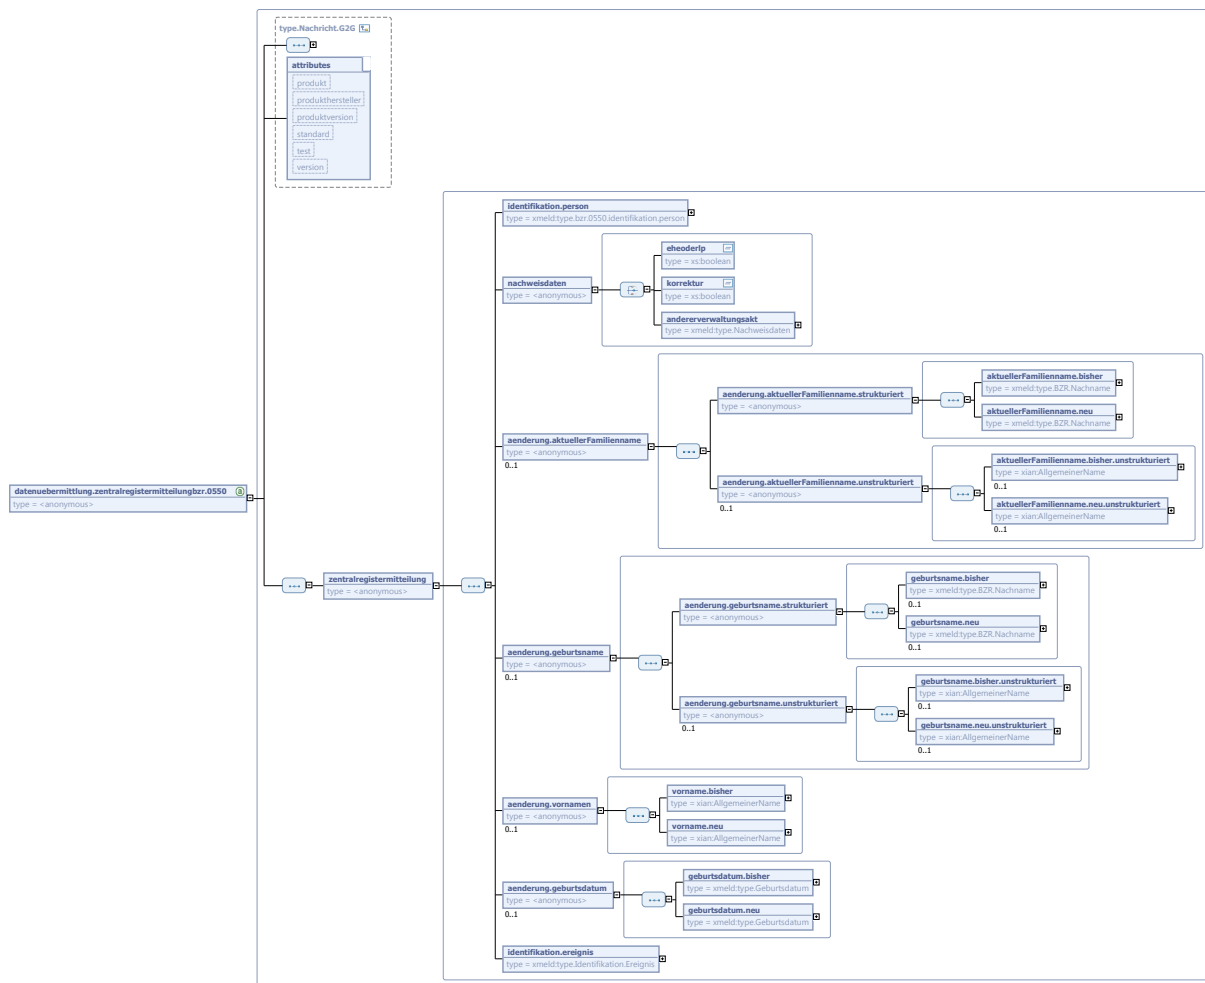 type.Nachricht.G2G
attributes
produkt
produkthersteller
produktversion
standard
test
version
identifikation.person
type = xmeld:type.bzr.0550.identifikation.person
eheoderlp
type = xs:boolean
nachweisdaten
type = <anonymous>
korrektur
type = xs:boolean
andererverwaltungsakt
type = xmeld:type.Nachweisdaten
aktuellerFamilienname.bisher
type = xmeld:type.BZR.Nachname
aenderung.aktuellerFamilienname.strukturiert
type = <anonymous>
aktuellerFamilienname.neu
type = xmeld:type.BZR.Nachname
aenderung.aktuellerFamilienname
type = <anonymous>
0..1
aktuellerFamilienname.bisher.unstrukturiert
type = xian:AllgemeinerName
0..1
aenderung.aktuellerFamilienname.unstrukturiert
type = <anonymous>
0..1
aktuellerFamilienname.neu.unstrukturiert
type = xian:AllgemeinerName
0..1
datenuebermittlung.zentralregistermitteilungbzr.0550
a
type = <anonymous>
zentralregistermitteilung
type = <anonymous>
geburtsname.bisher
type = xmeld:type.BZR.Nachname
0..1
aenderung.geburtsname.strukturiert
type = <anonymous>
geburtsname.neu
type = xmeld:type.BZR.Nachname
0..1
aenderung.geburtsname
type = <anonymous>
0..1
geburtsname.bisher.unstrukturiert
type = xian:AllgemeinerName
0..1
aenderung.geburtsname.unstrukturiert
type = <anonymous>
0..1
geburtsname.neu.unstrukturiert
type = xian:AllgemeinerName
0..1
vorname.bisher
type = xian:AllgemeinerName
aenderung.vornamen
type = <anonymous>
0..1
vorname.neu
type = xian:AllgemeinerName
geburtsdatum.bisher
type = xmeld:type.Geburtsdatum
aenderung.geburtsdatum
type = <anonymous>
0..1
geburtsdatum.neu
type = xmeld:type.Geburtsdatum
identifikation.ereignis
type = xmeld:type.Identifikation.Ereignis